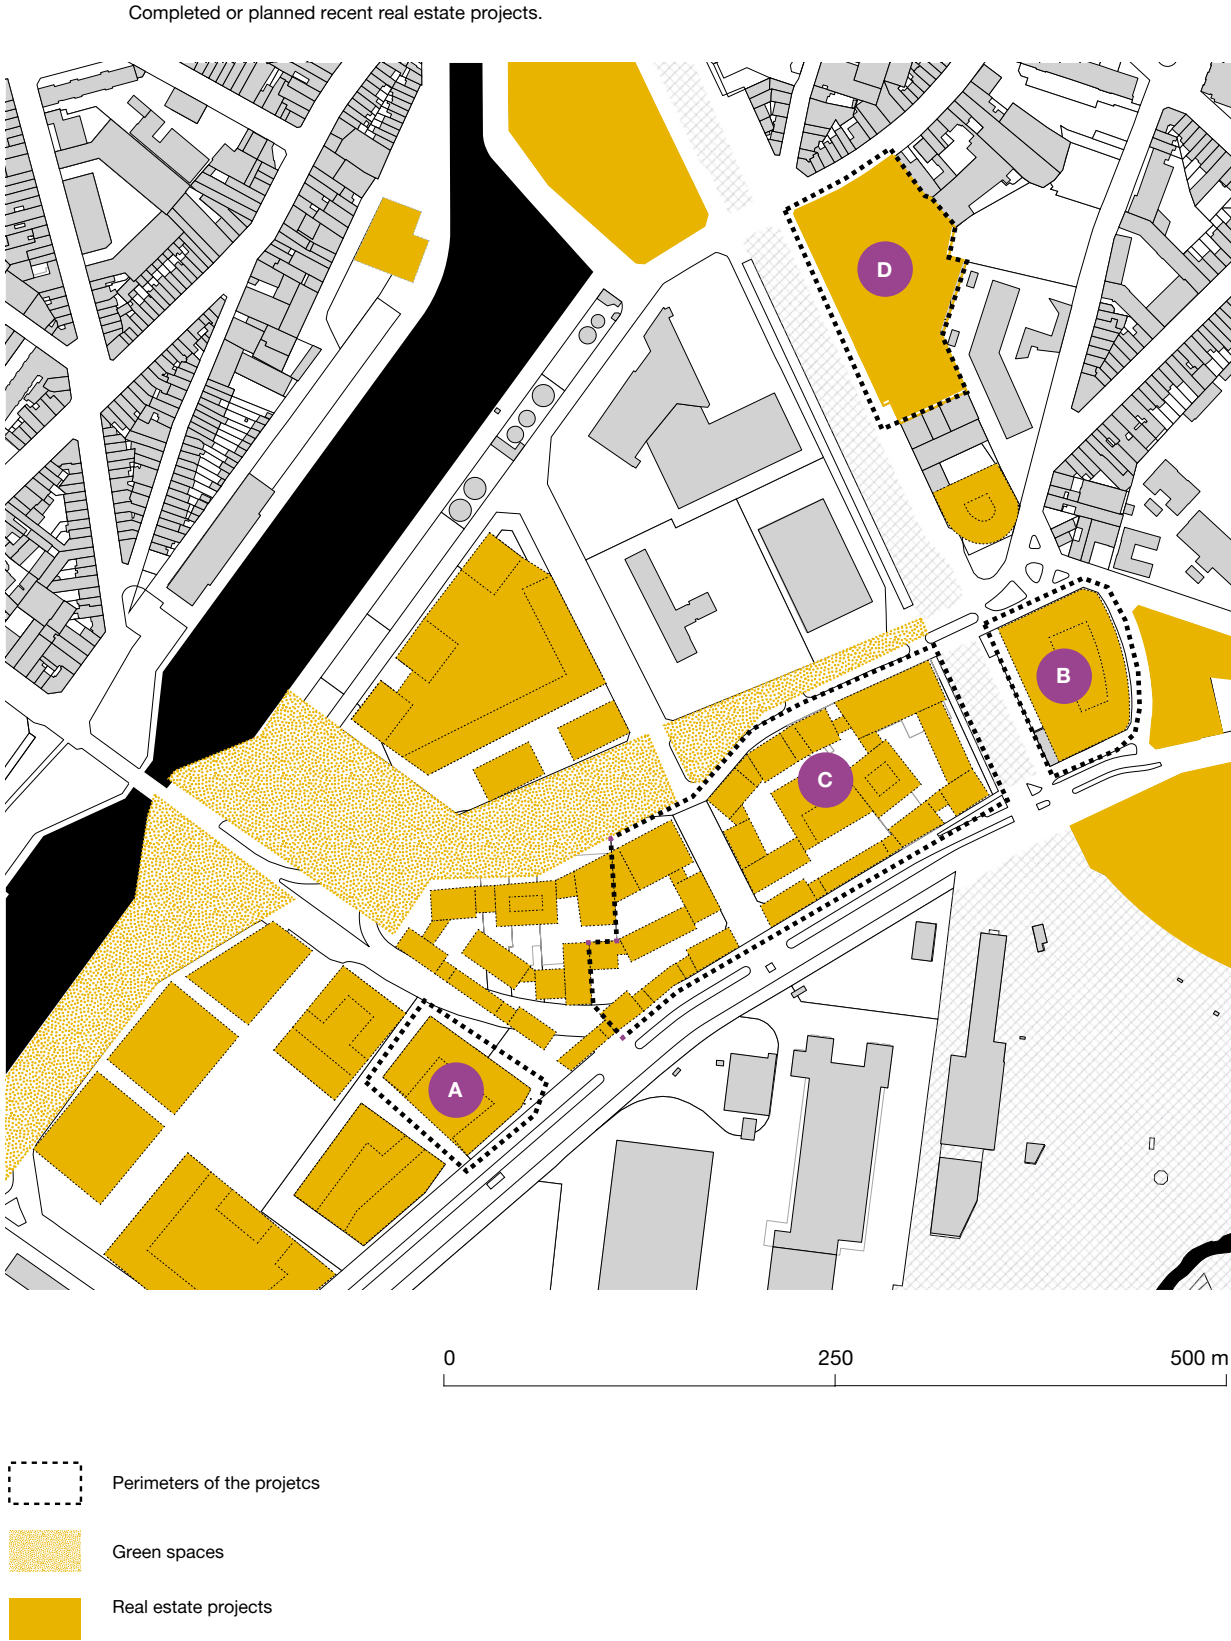 Completed or planned recent real estate projects.
D
B
C
A
0 250 500 m
Perimeters of the projetcs
Green spaces
Real estate projects